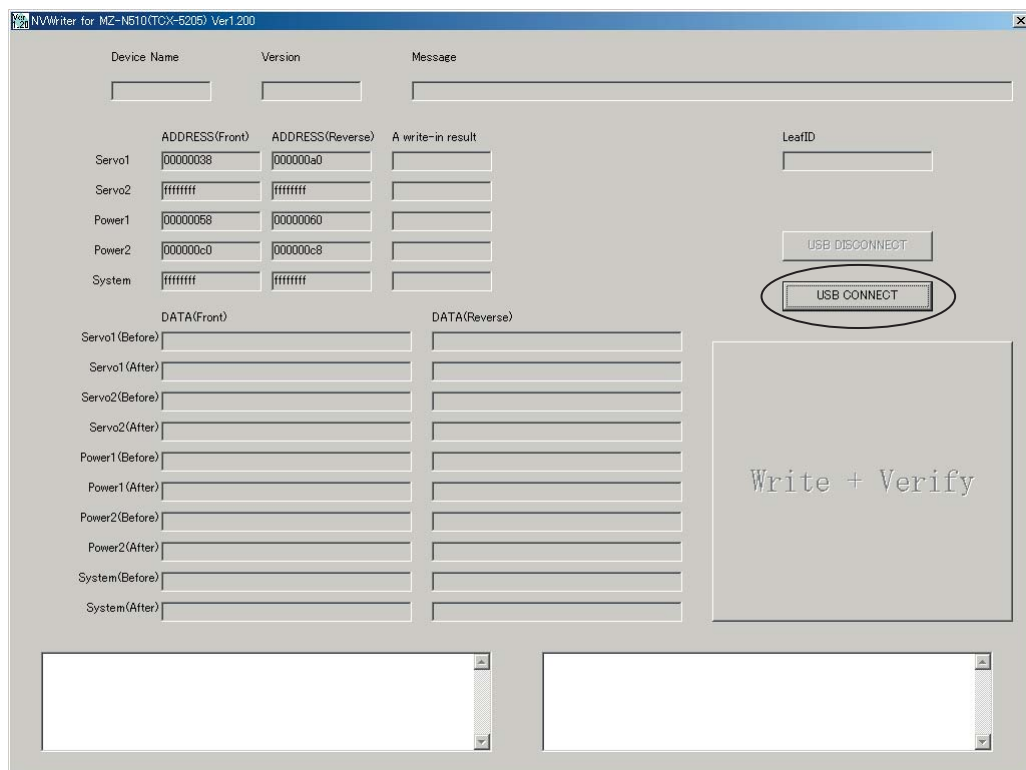 Ver. 1.20 NVWriter for MZ-N510(TCX-5205) Ver1.200
Device Name Version Message
ADDRESS(Front) ADDRESS(Reverse) A write-in result LeafID
Servo1 00000038 000000a0
Servo2 ffffffff ffffffff
Power1 00000058 00000060
USB DISCONNECT
Power2 000000c0 000000c8
System ffffffff ffffffff
USB CONNECT
DATA(Front) DATA(Reverse)
Servo1(Before)
Servo1(After)
Servo2(Before)
Servo2(After)
Power1(Before)
Write + Verify
Power1(After)
Power2(Before)
Power2(After)
System(Before)
System(After)